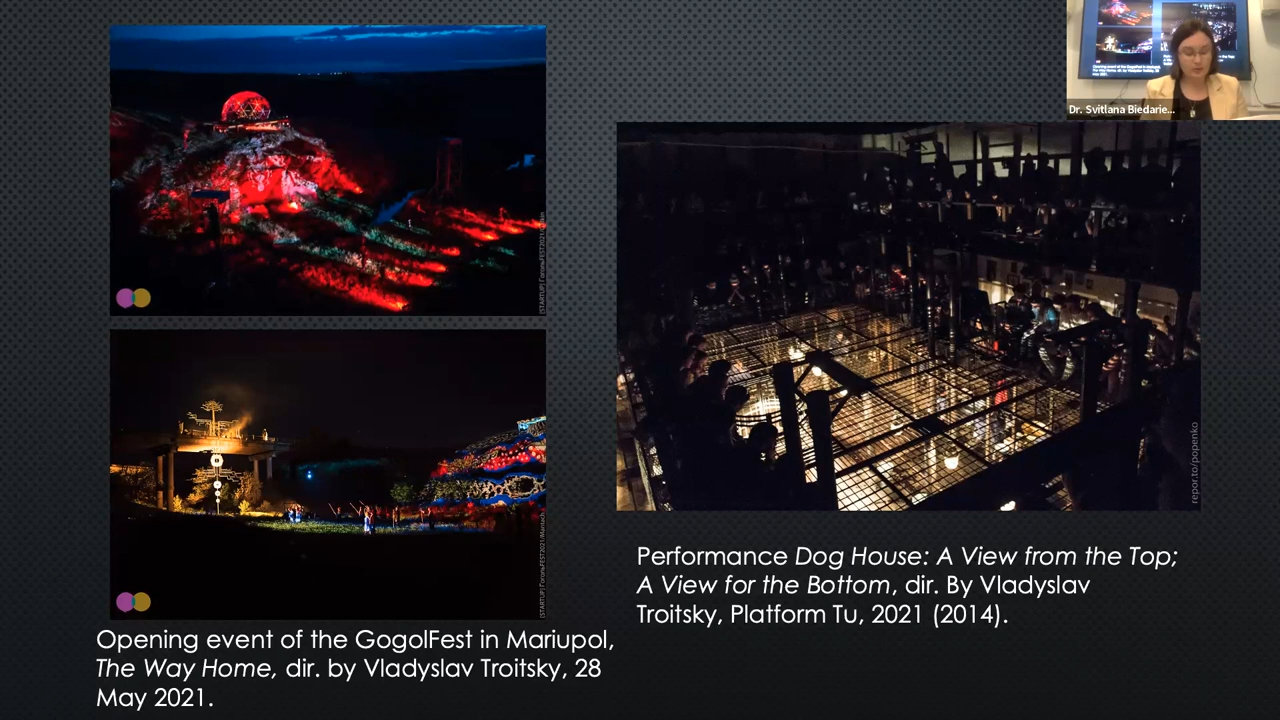 Dr. Svitlana Biedarie...
Opening event of the GogolFest in Mariupol,
The Way Home, dir. by Vladyslav Troitsky, 28
May 2021.
repor.to/popenko
Performance Dog House: A View from the Top;
A View for the Bottom, dir. By Vladyslav
Troitsky, Platform Tu, 2021 (2014).